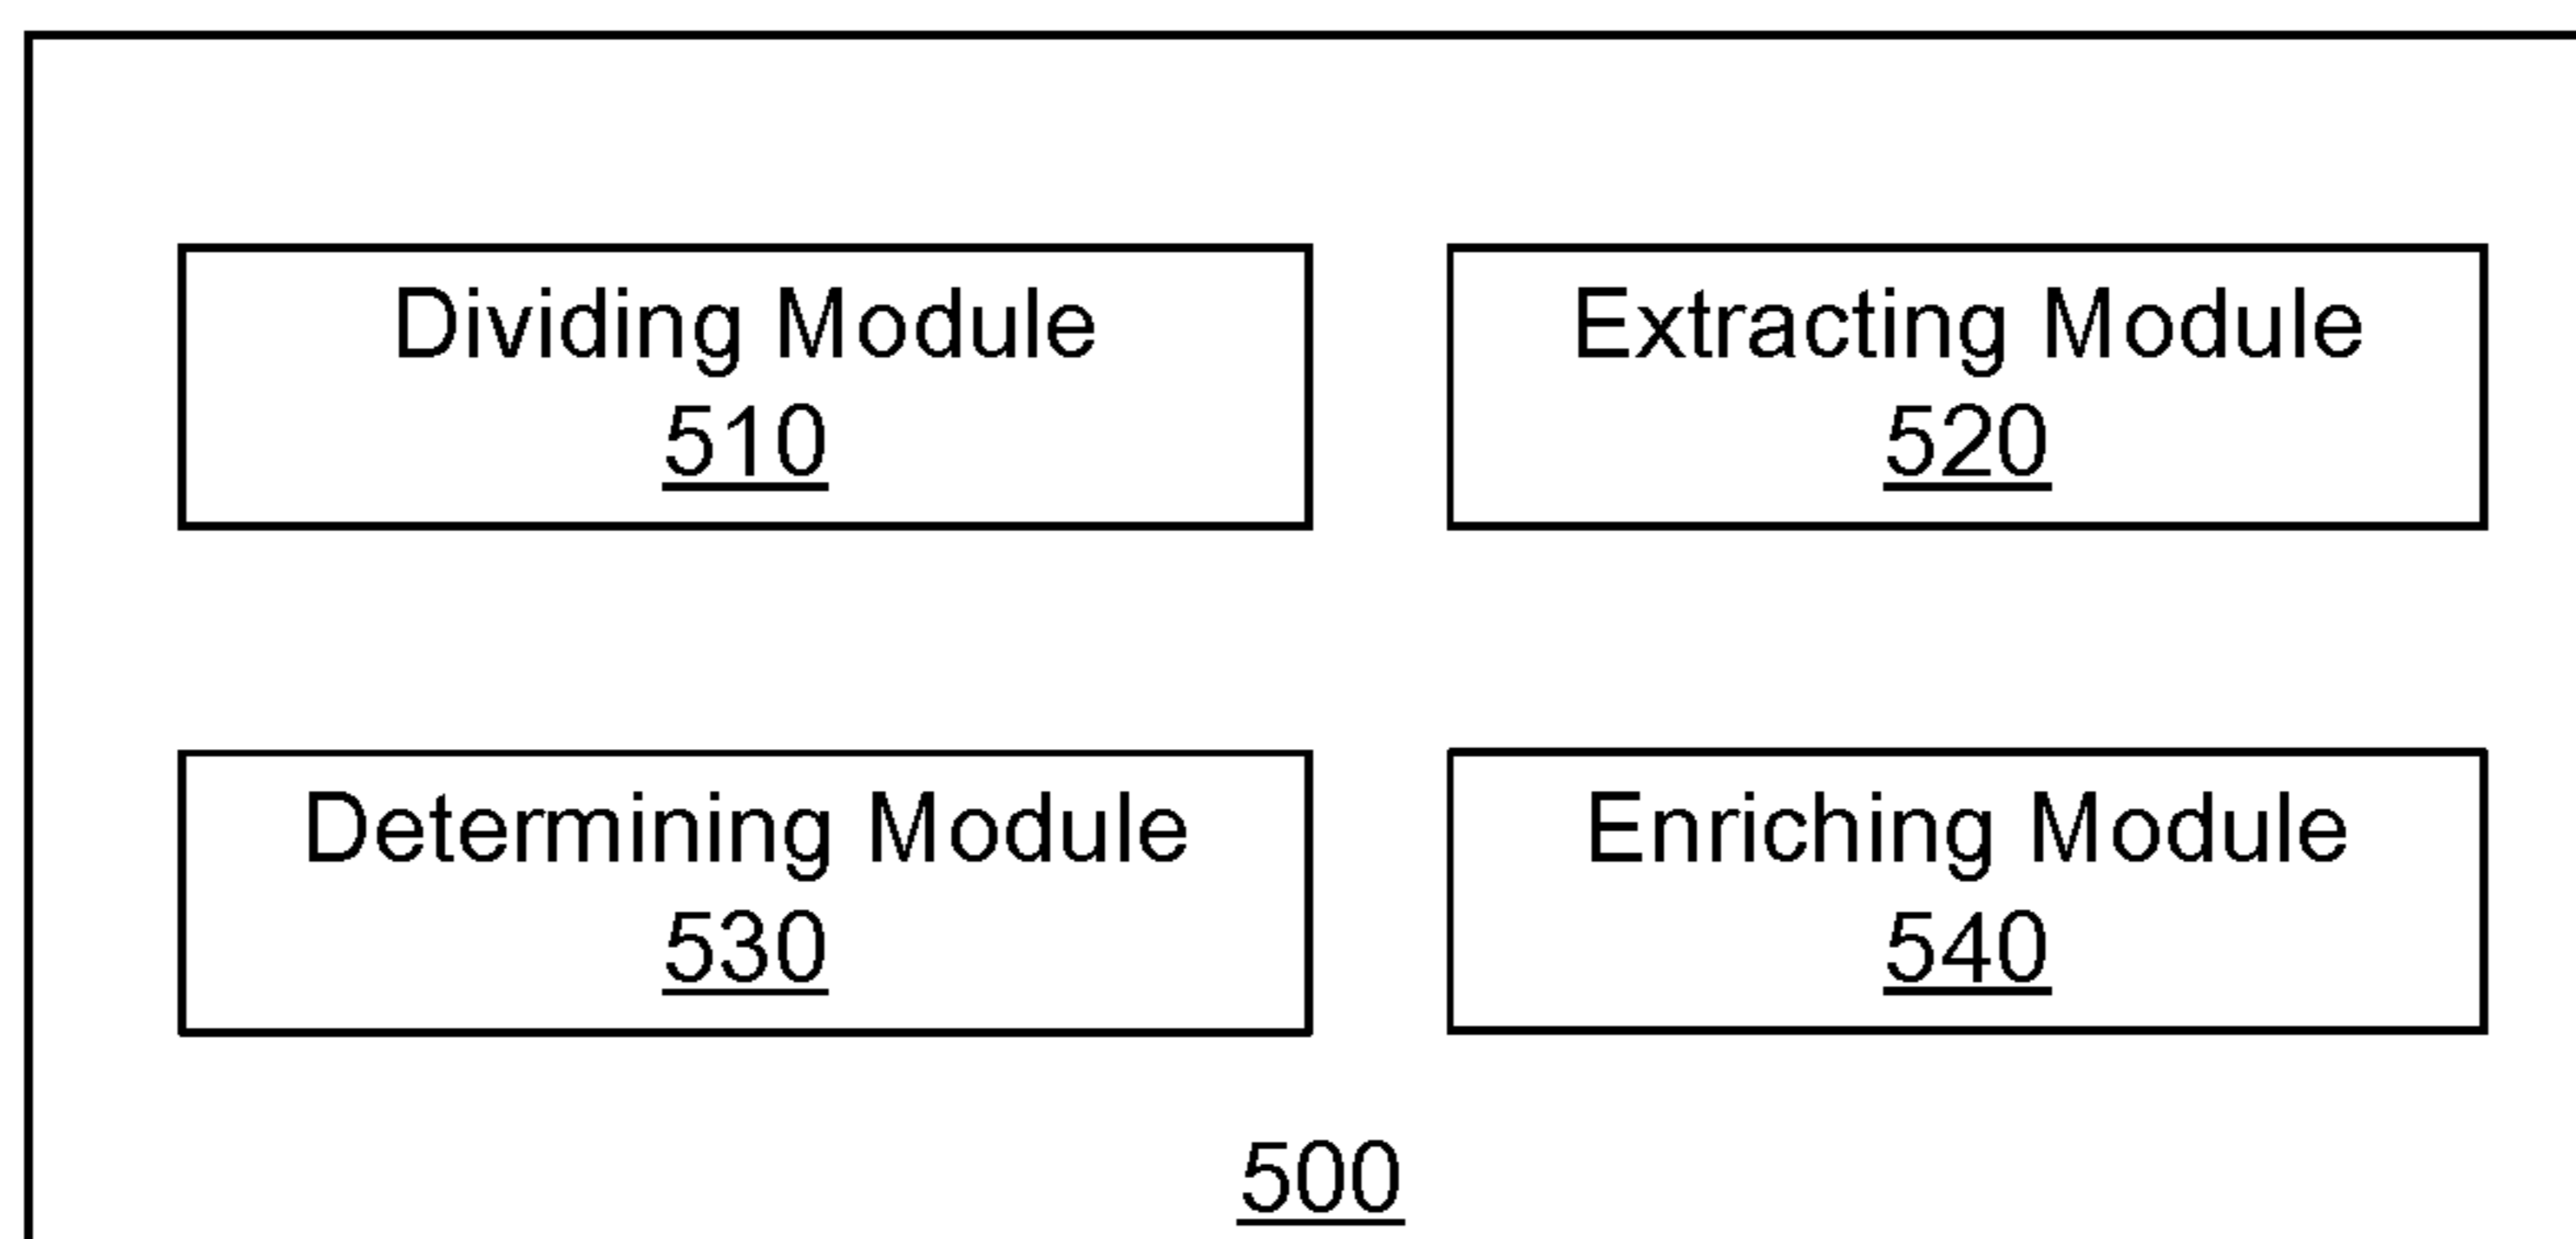 Dividing Module
510
Extracting Module
520
Determining Module
530
Enriching Module
540
500